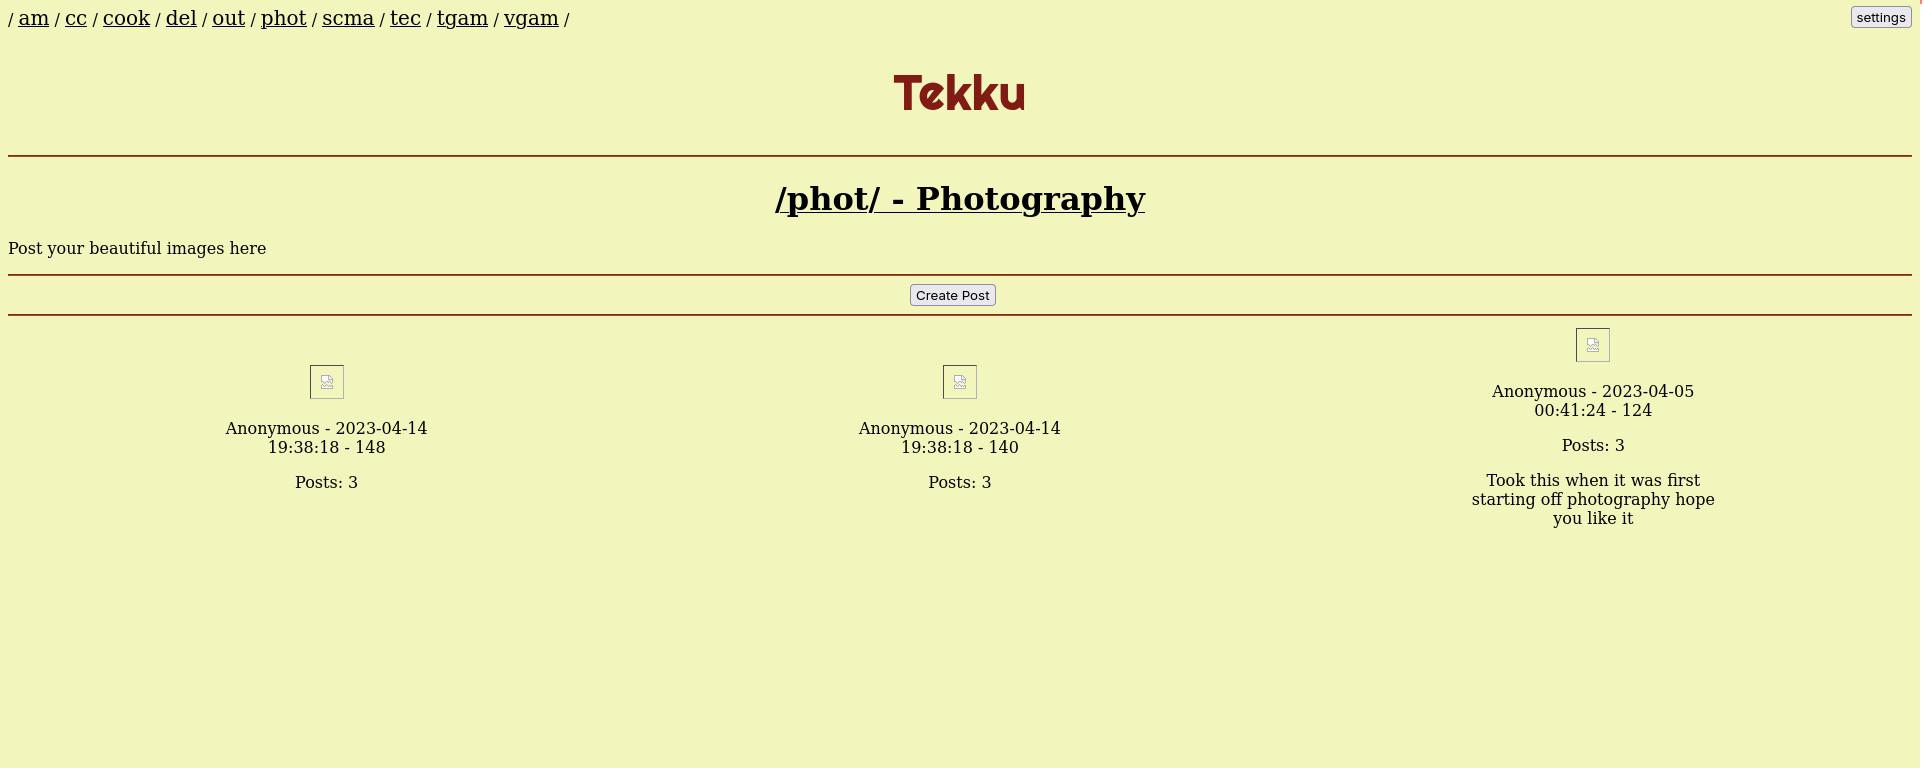 / am / cc / cook / del / out / phot / scma / tec / tgam / vgam /
settings
Tekku
/phot/ - Photography
Post your beautiful images here
Create Post
Anonymous - 2023-04-14
19:38:18 - 148
Posts: 3
Anonymous - 2023-04-14
19:38:18 - 140
Posts: 3
Anonymous - 2023-04-05
00:41:24 - 124
Posts: 3
Took this when it was first
starting off photography hope
you like it